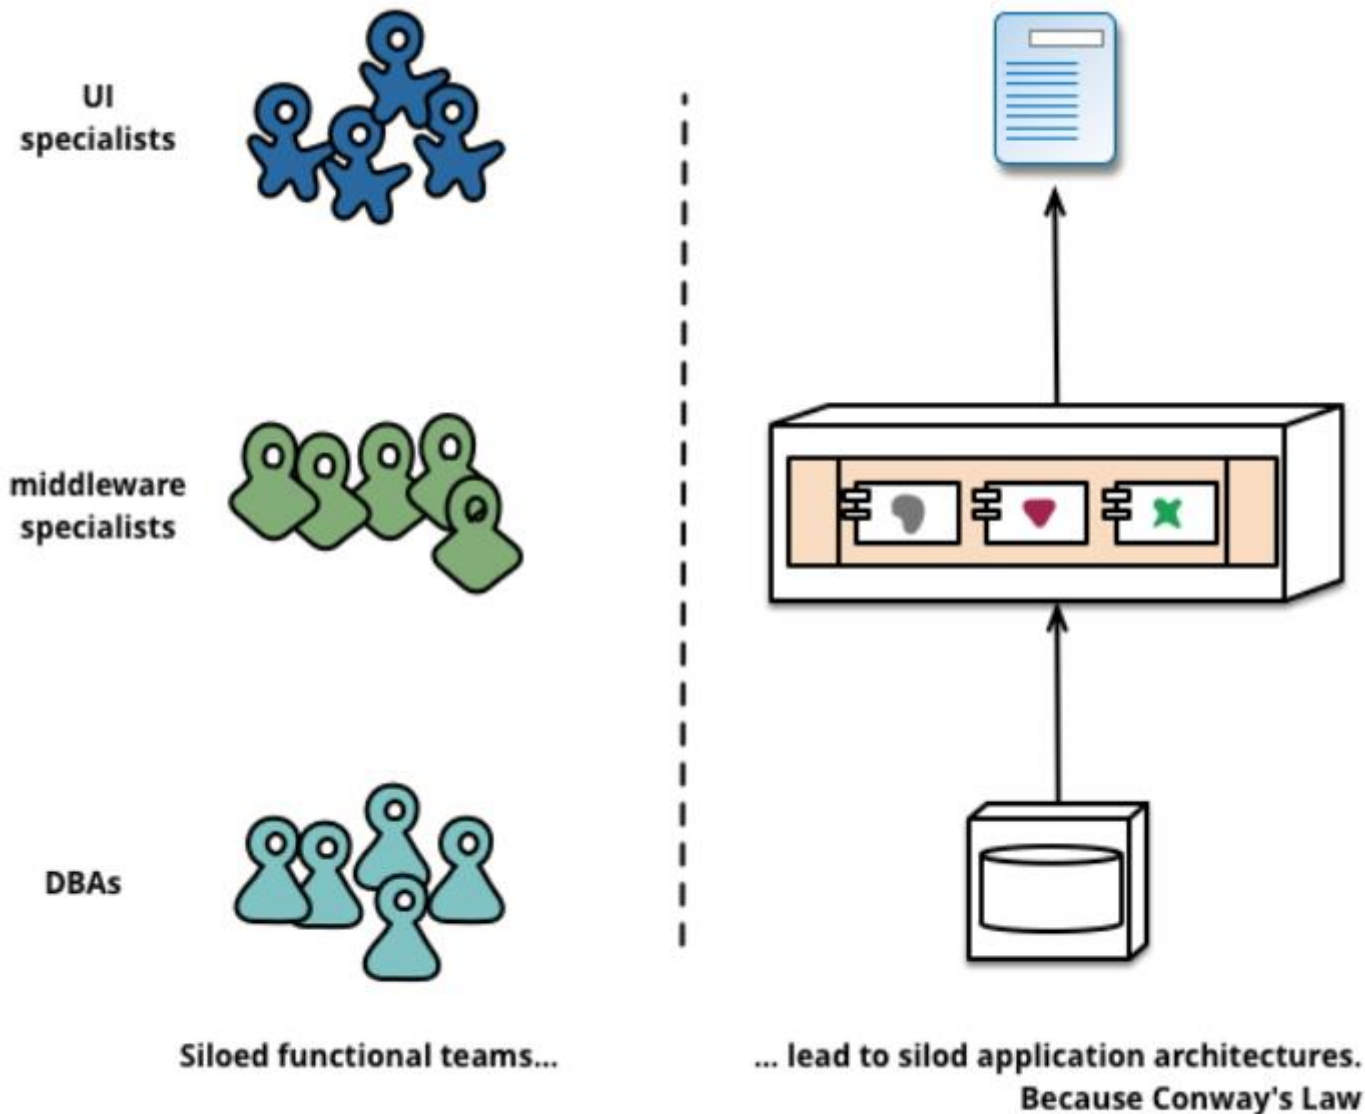 UI
specialists
middleware
specialists
DBAs
Siloed functional teams...
... lead to silod application architectures.
Because Conway's Law